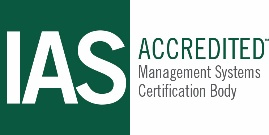 IAS
ACCREDITED™
Management Systems
Certification Body